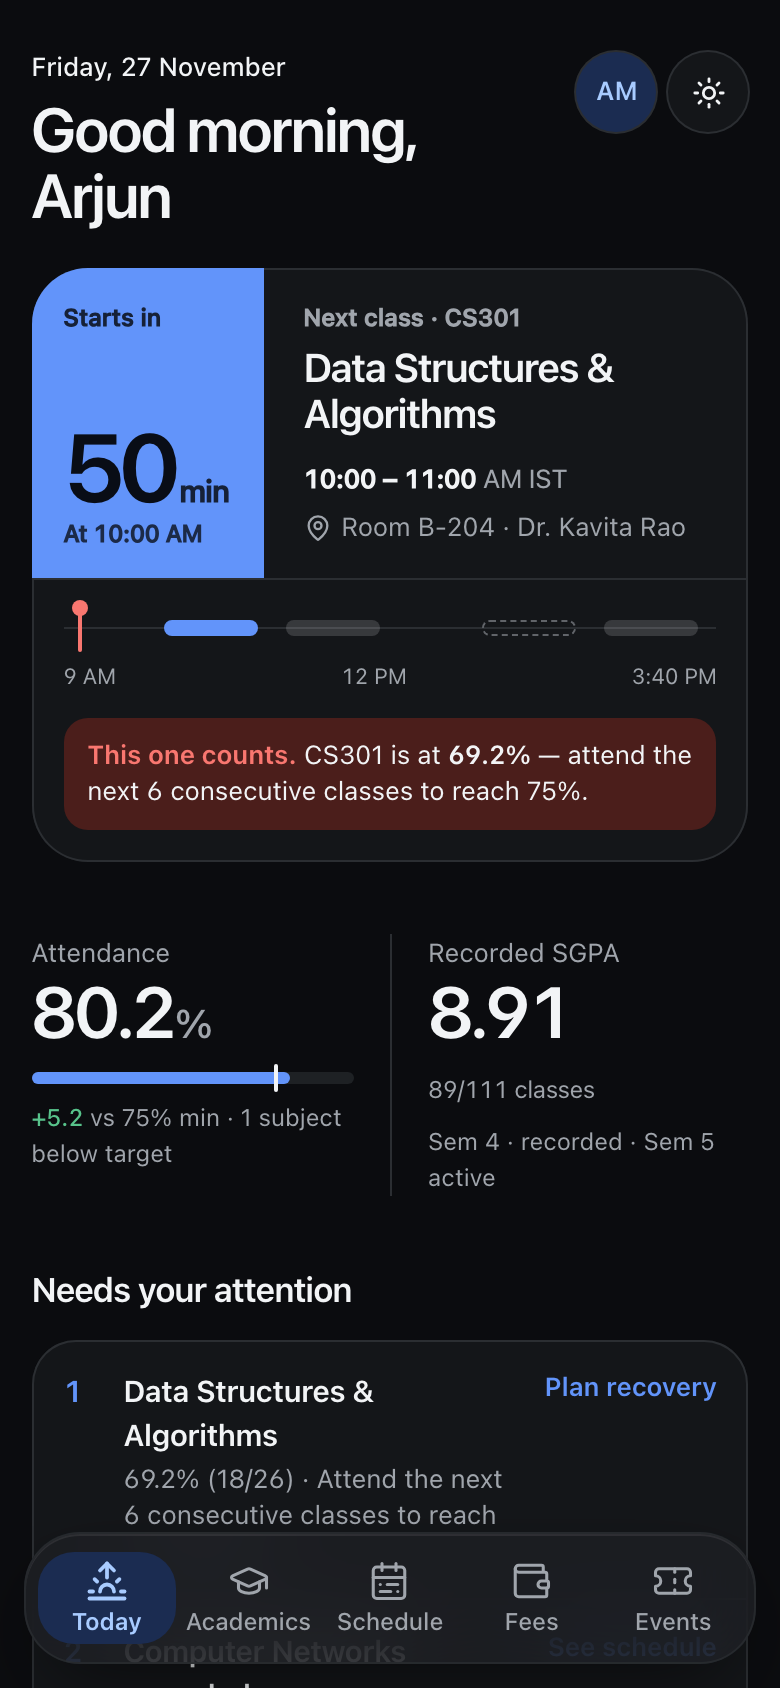 Friday, 27 November
AM
Good morning,
Arjun
Starts in
50 min
At 10:00 AM
Next class · CS301
Data Structures &
Algorithms
10:00 – 11:00 AM IST
Room B-204 · Dr. Kavita Rao
9 AM
12 PM
3:40 PM
This one counts. CS301 is at 69.2% — attend the
next 6 consecutive classes to reach 75%.
Attendance
80.2%
+5.2 vs 75% min · 1 subject
below target
Recorded SGPA
8.91
89/111 classes
Sem 4 · recorded · Sem 5
active
Needs your attention
1
Data Structures &
Algorithms
Plan recovery
69.2% (18/26) · Attend the next
6 consecutive classes to reach
Today
Academics
Schedule
Fees
Events
2
Computer Networks
See schedule